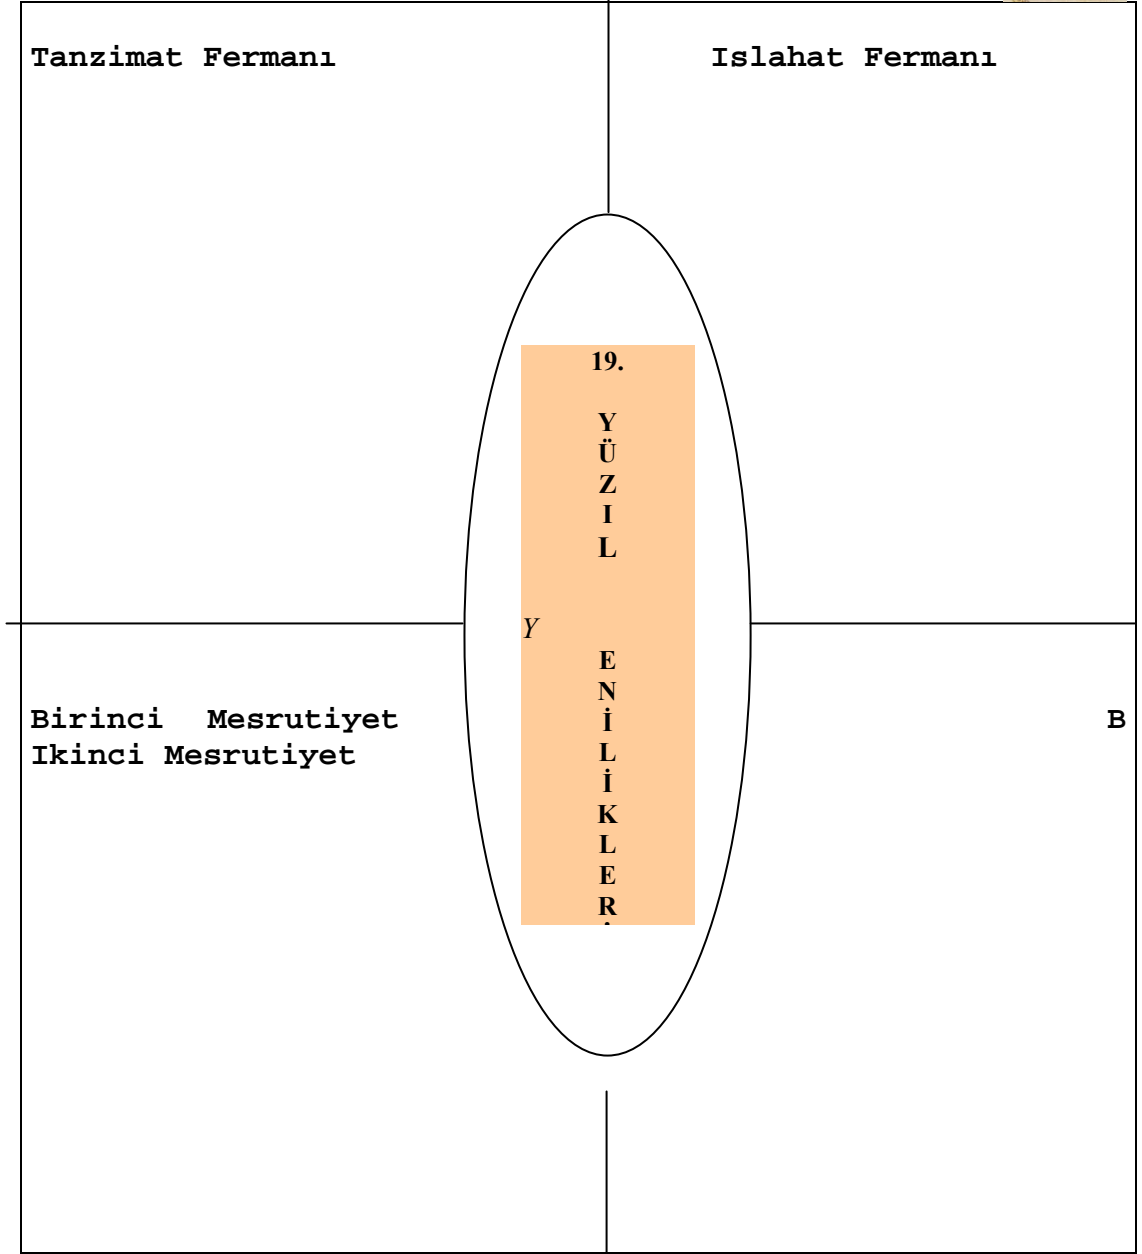 Tanzimat Fermanı Islahat Fermanı
19.
Y
Ü
Z
I
L
Y
E
N
İ
L
İ
K
L
E
R
Birinci Mesrutiyet B
Ikinci Mesrutiyet